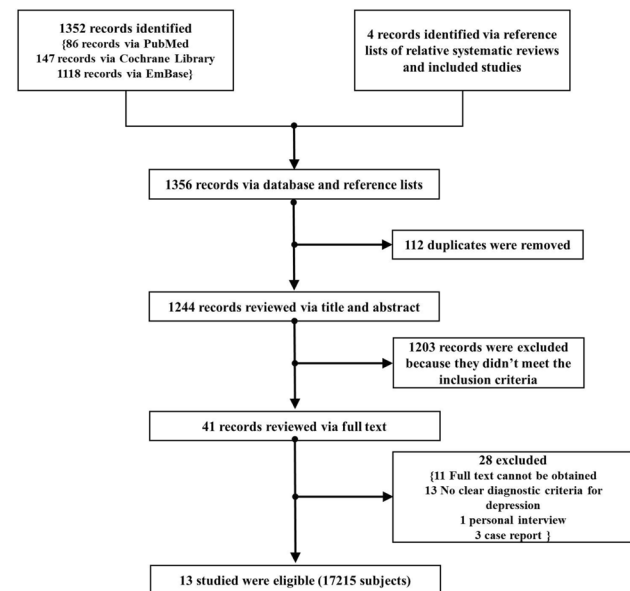 1352 records identified
{86 records via PubMed
147 records via Cochrane Library
1118 records via EmBase}
4 records identified via reference
lists of relative systematic reviews
and included studies
1356 records via database and reference lists
112 duplicates were removed
1244 records reviewed via title and abstract
1203 records were excluded
because they didn't meet the
inclusion criteria
41 records reviewed via full text
28 excluded
{11 Full text cannot be obtained
13 No clear diagnostic criteria for
depression
1 personal interview
3 case report }
13 studied were eligible (17215 subjects)